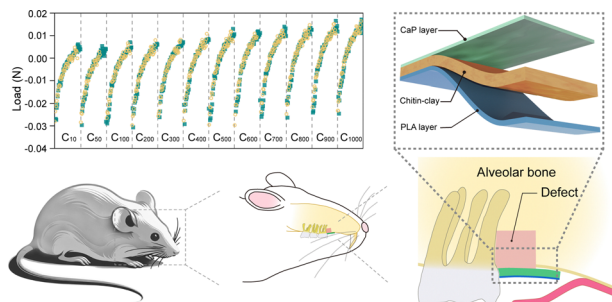 0.02
0.01
0.00
-0.01
-0.02
-0.03
-0.04
Load (N)
C10 C50 C100 C200 C300 C400 C500 C600 C700 C800 C900 C1000
CaP layer
Chitin-clay
PLA layer
Alveolar bone
Defect